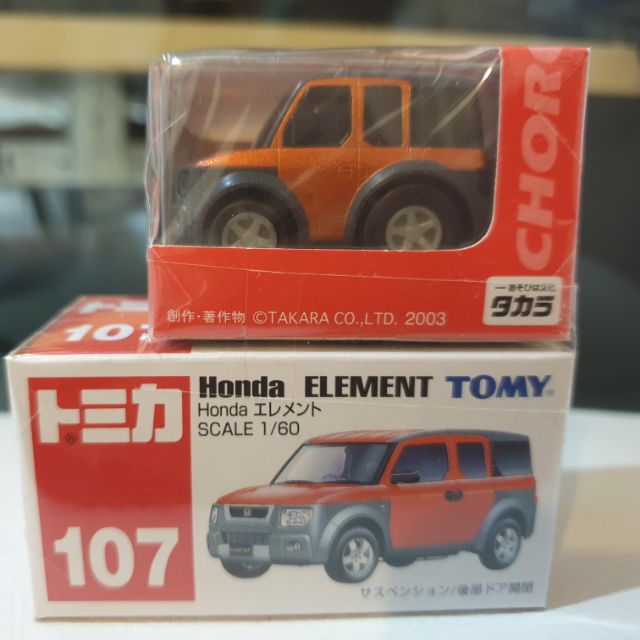 CHORO
創作・著作物 ©TAKARA CO.,LTD. 2003
あそびは文化
タカラ
107
トミカ®
107
Honda ELEMENT TOMY®
Honda エレメント
SCALE 1/60
サスペンション/後部ドア開閉